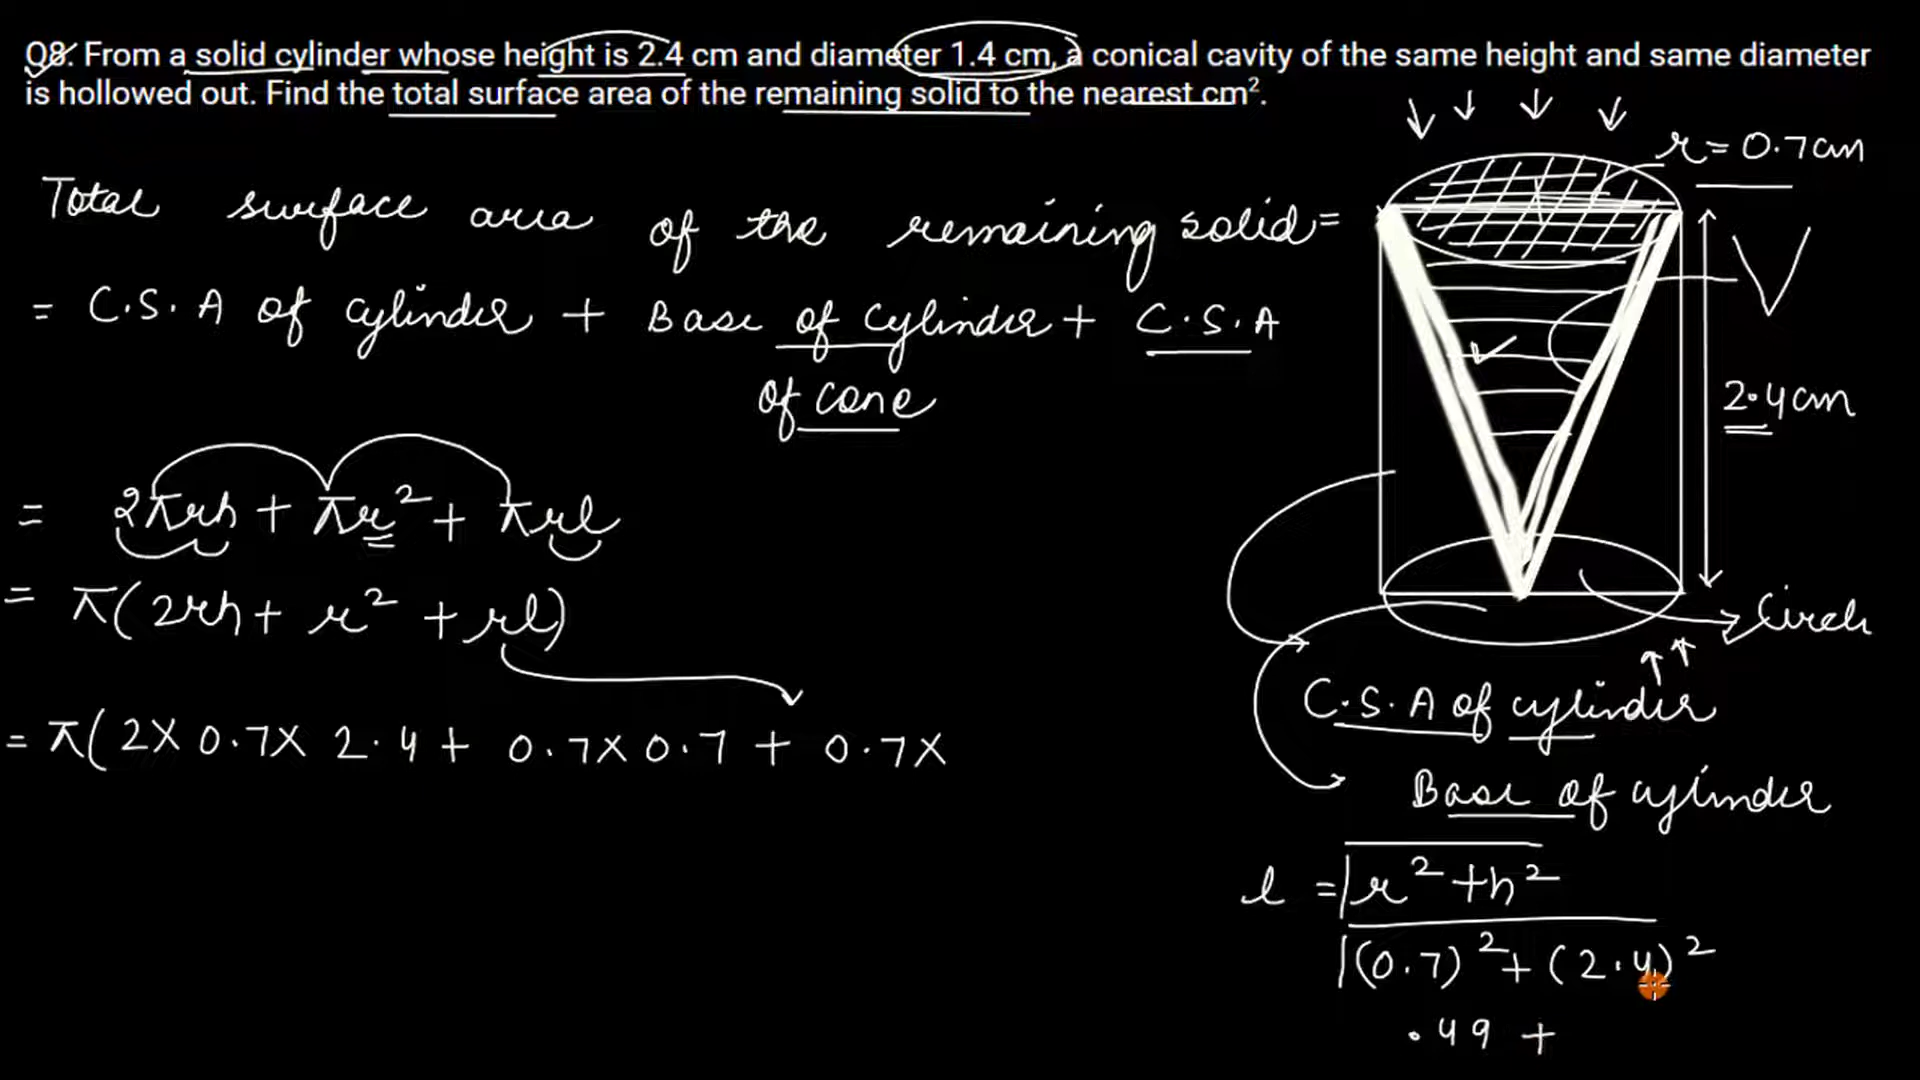 Q8. From a solid cylinder whose height is 2.4 cm and diameter 1.4 cm, a conical cavity of the same height and same diameter
is hollowed out. Find the total surface area of the remaining solid to the nearest cm².
r = 0.7cm
Total surface area of the remaining solid =
= C.S.A of cylinder + Base of cylinder + C.S.A
of cone
2.4cm
= 2πrh + πr² + πrl
= π(2rh + r² + rl)
Circle
C.S.A of cylinder
= π(2× 0.7× 2.4 + 0.7× 0.7 + 0.7×
Base of cylinder
l = √r² + h²
√(0.7)² + (2.4)²
.49 +